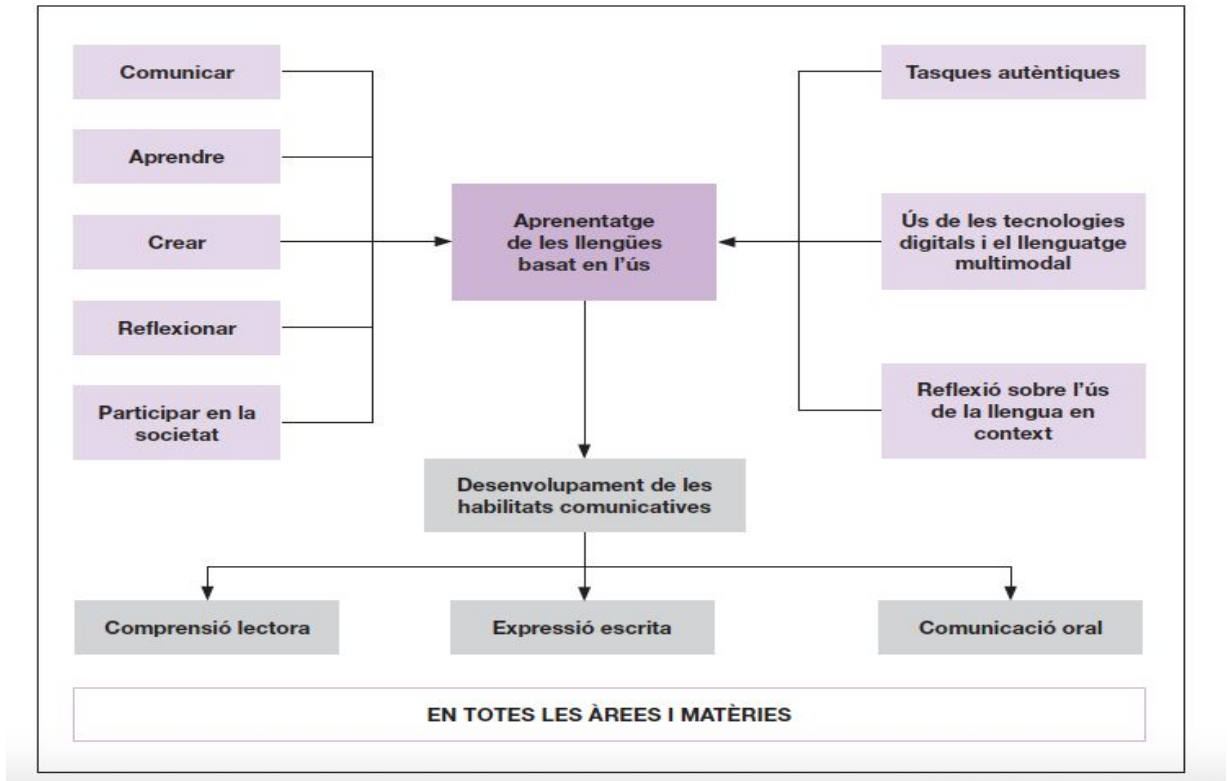 Comunicar
Aprendre
Crear
Reflexionar
Participar en la
societat
Aprenentatge
de les llengües
basat en l'ús
Tasques autèntiques
Ús de les tecnologies
digitals i el llenguatge
multimodal
Reflexió sobre l'ús
de la llengua en
context
Desenvolupament de les
habilitats comunicatives
Comprensió lectora
Expressió escrita
Comunicació oral
EN TOTES LES ÀREES I MATÈRIES